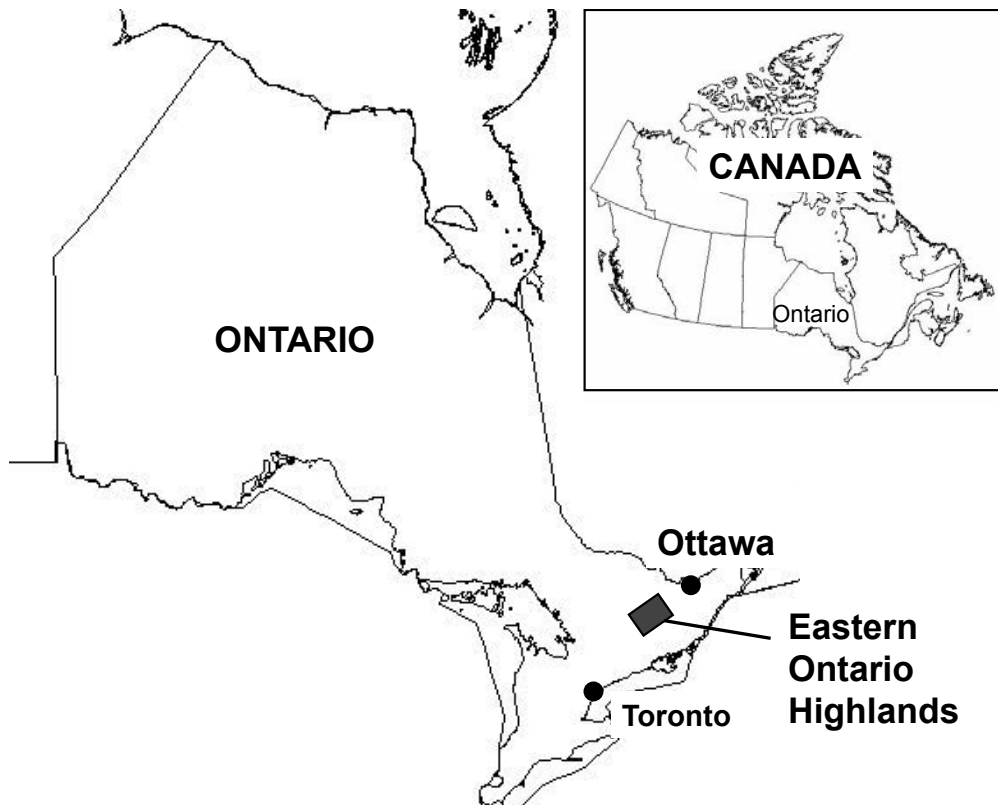 CANADA
Ontario
ONTARIO
Ottawa
Eastern
Ontario
Highlands
Toronto